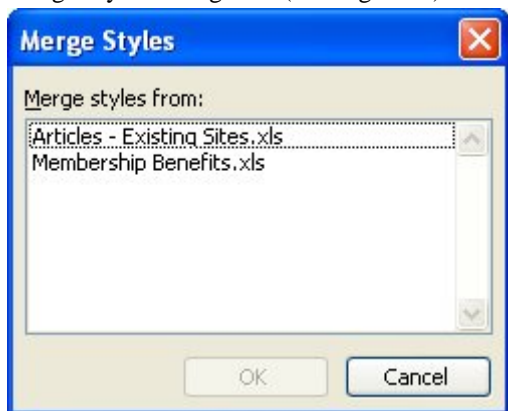 Merge Styles
Merge styles from:
Articles - Existing Sites.xls
Membership Benefits.xls
OK
Cancel